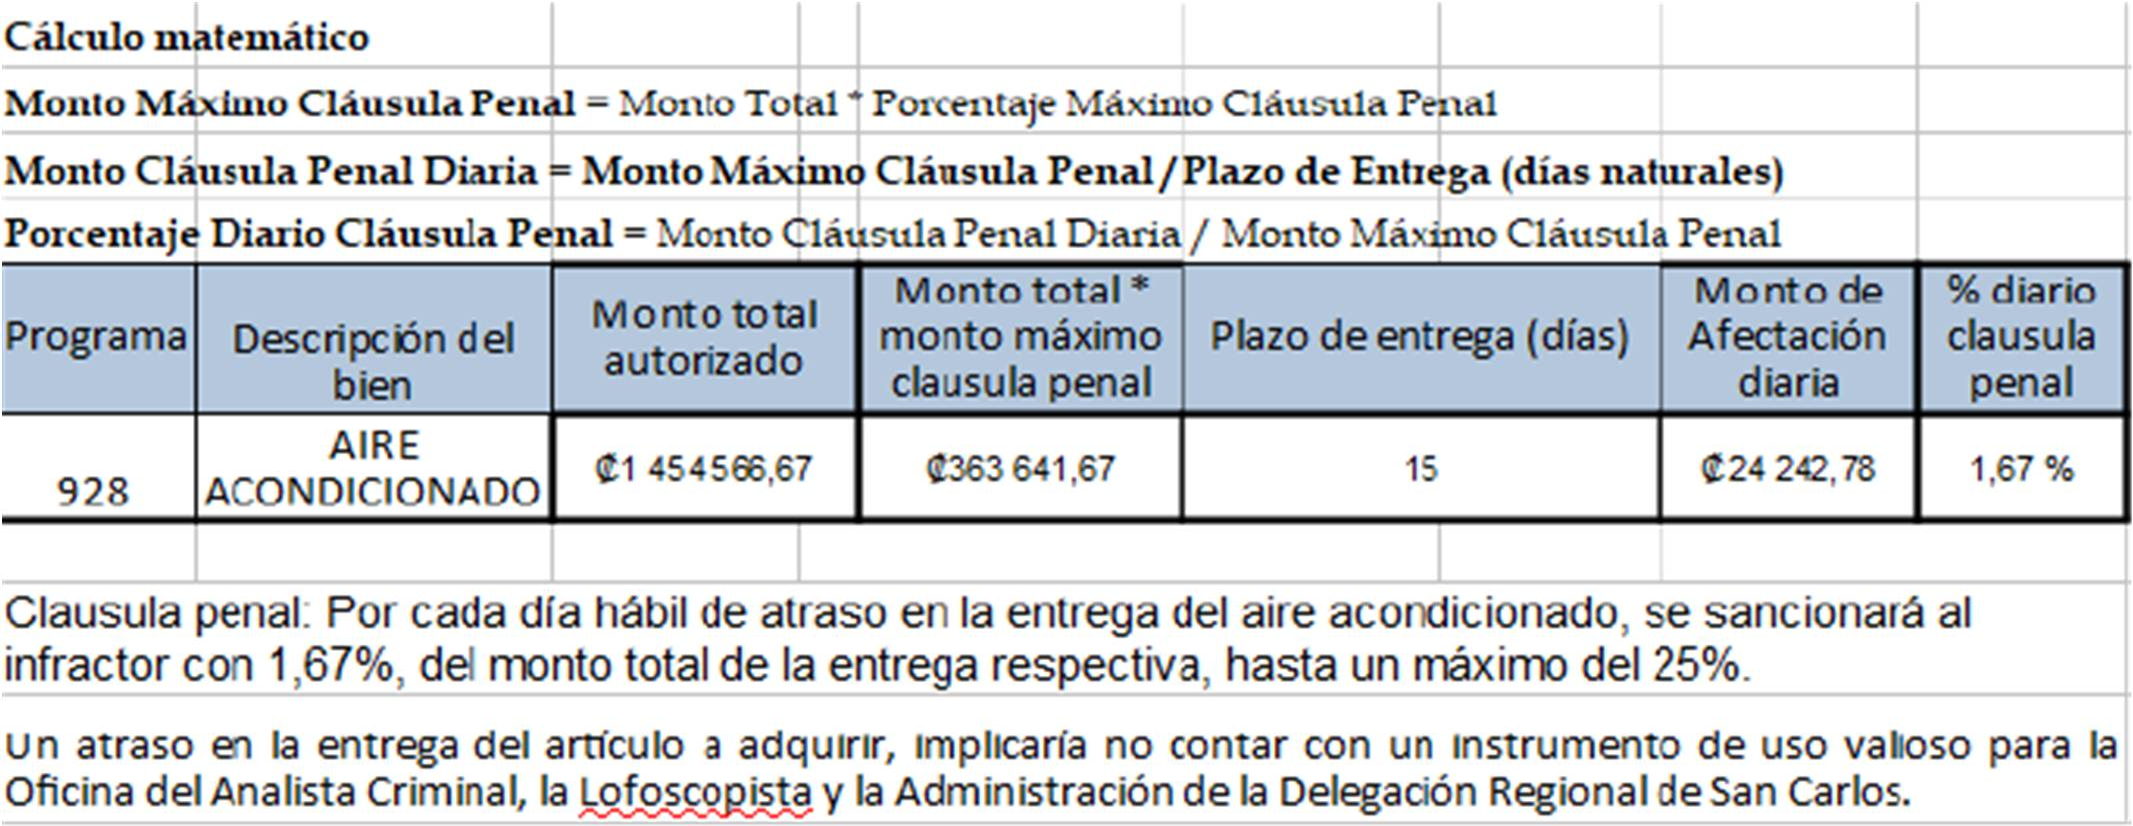 Cálculo matemático
Monto Máximo Cláusula Penal = Monto Total * Porcentaje Máximo Cláusula Penal
Monto Cláusula Penal Diaria = Monto Máximo Cláusula Penal/Plazo de Entrega (días naturales)
Porcentaje Diario Cláusula Penal = Monto Cláusula Penal Diaria / Monto Máximo Cláusula Penal
Programa
Descripción del
bien
Monto total
autorizado
Monto total *
monto máximo
clausula penal
Plazo de entrega (días)
Monto de
Afectación
diaria
% diario
clausula
penal
928
AIRE
ACONDICIONADO
₡1 454 566,67
₡363 641,67
15
₡24 242,78
1,67 %
Clausula penal: Por cada día hábil de atraso en la entrega del aire acondicionado, se sancionará al
infractor con 1,67%, del monto total de la entrega respectiva, hasta un máximo del 25%.
Un atraso en la entrega del artículo a adquirir, implicaría no contar con un instrumento de uso valioso para la
Oficina del Analista Criminal, la Lofoscopista y la Administración de la Delegación Regional de San Carlos.